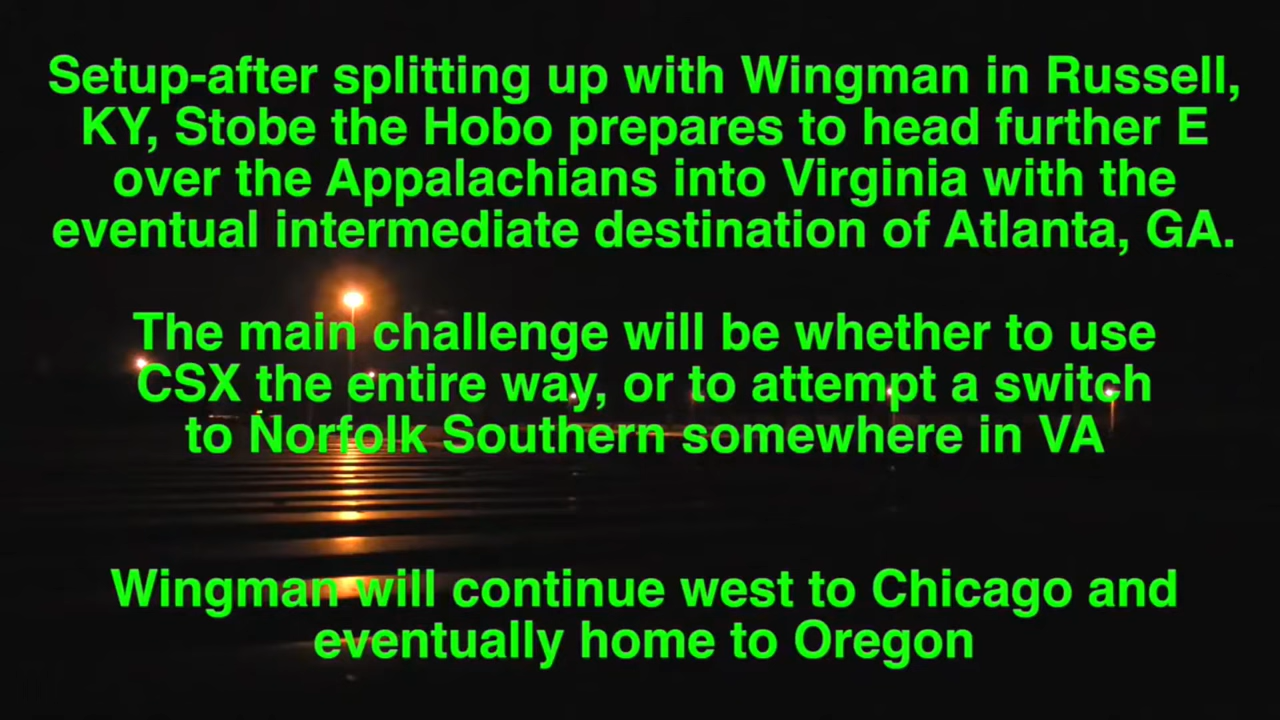 Setup-after splitting up with Wingman in Russell,
KY, Stobe the Hobo prepares to head further E
over the Appalachians into Virginia with the
eventual intermediate destination of Atlanta, GA.
The main challenge will be whether to use
CSX the entire way, or to attempt a switch
to Norfolk Southern somewhere in VA
Wingman will continue west to Chicago and
eventually home to Oregon